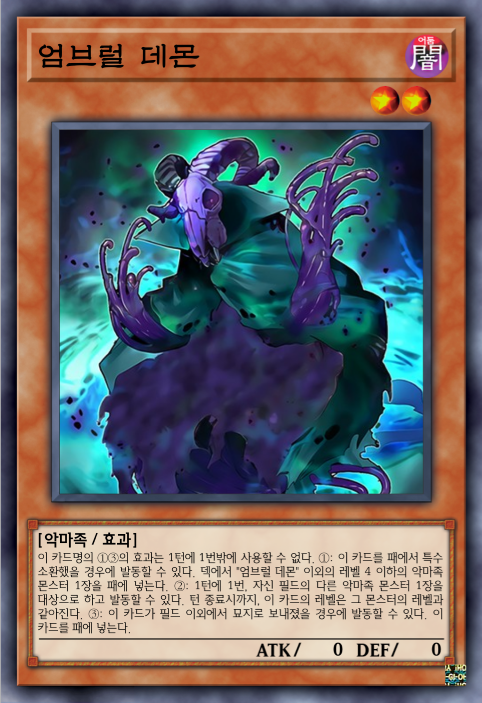 엄브럴 데몬
어둠
闇
[악마족 / 효과]
이 카드명의 ①③의 효과는 1턴에 1번밖에 사용할 수 없다. ①: 이 카드를 패에서 특수
소환했을 경우에 발동할 수 있다. 덱에서 "엄브럴 데몬" 이외의 레벨 4 이하의 악마족
몬스터 1장을 패에 넣는다. ②: 1턴에 1번, 자신 필드의 다른 악마족 몬스터 1장을
대상으로 하고 발동할 수 있다. 턴 종료시까지, 이 카드의 레벨은 그 몬스터의 레벨과
같아진다. ③: 이 카드가 필드 이외에서 묘지로 보내졌을 경우에 발동할 수 있다. 이
카드를 패에 넣는다.
ATK/ 0 DEF/ 0